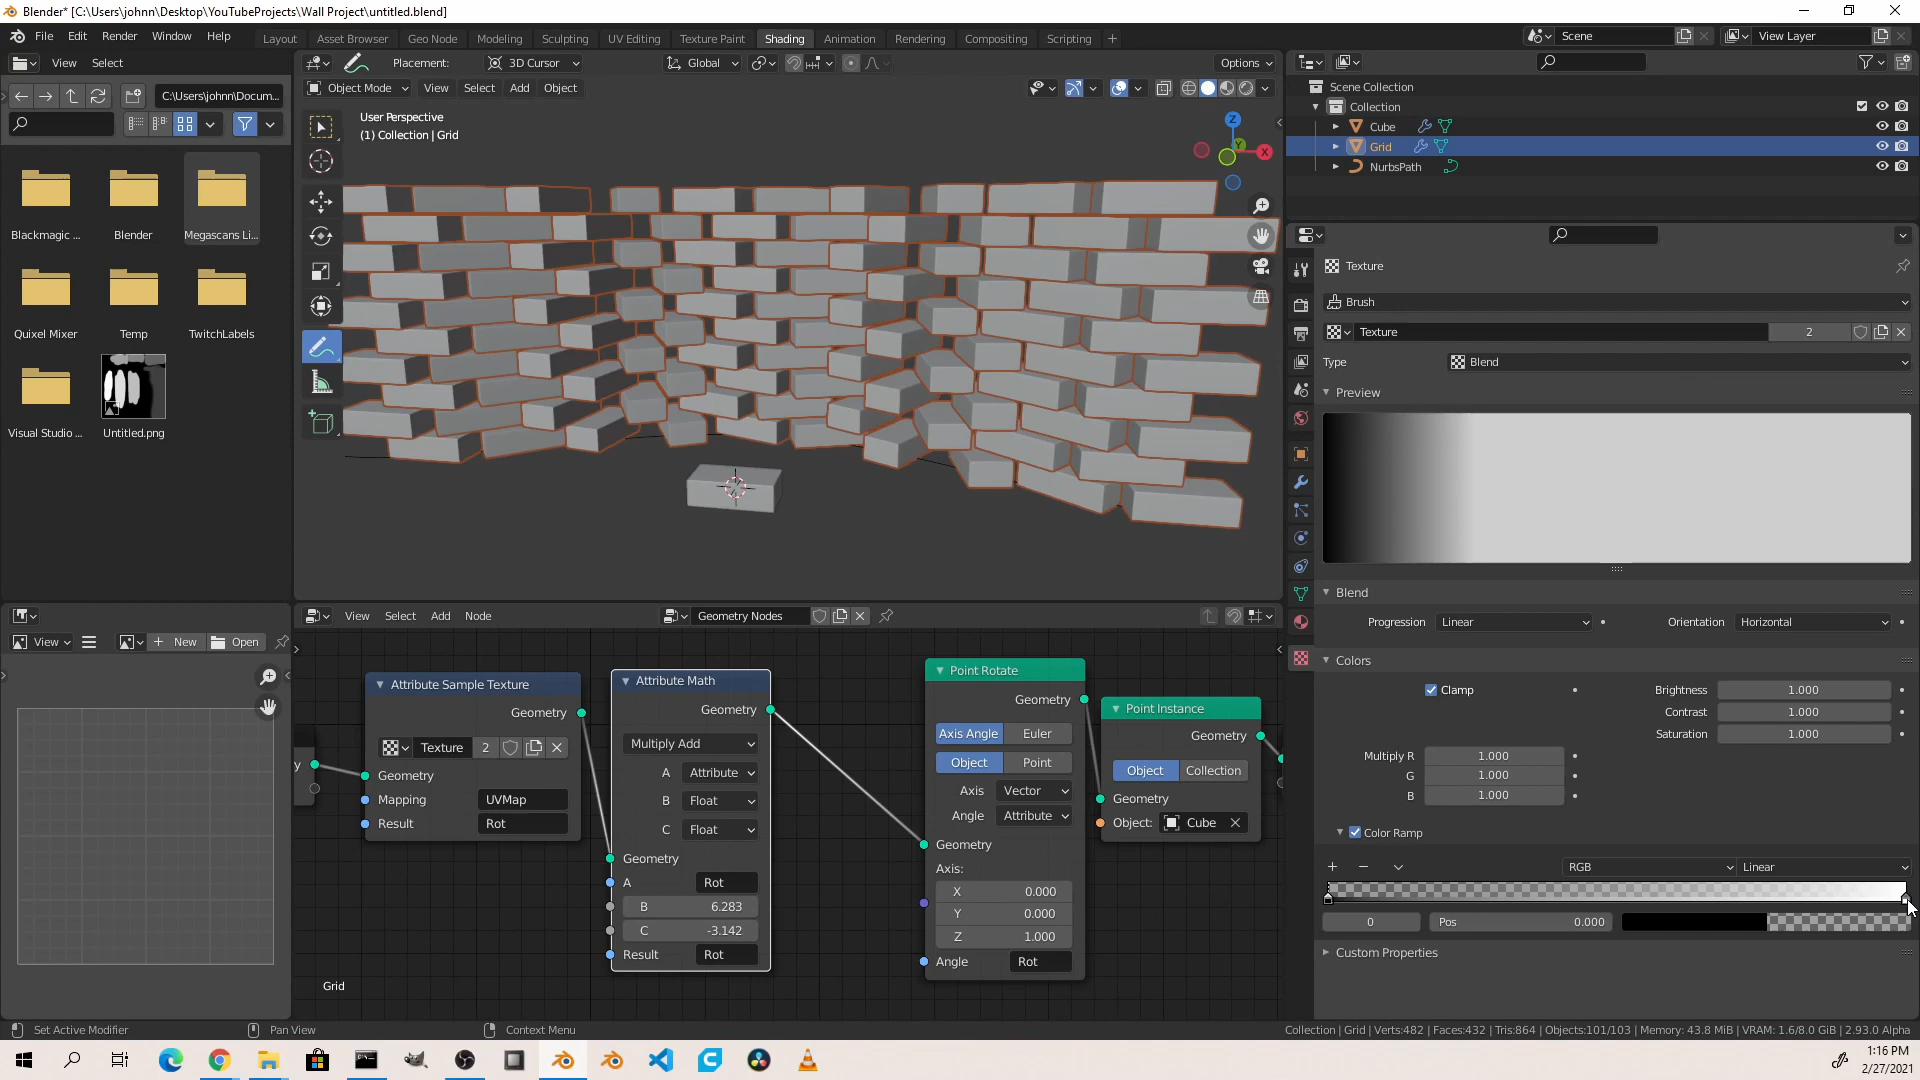 Blender* [C:\Users\johnn\Desktop\YouTubeProjects\Wall Project\untitled.blend]
File Edit Render Window Help
Layout Asset Browser Geo Node Modeling Sculpting UV Editing Texture Paint Shading Animation Rendering Compositing Scripting
Scene
View Layer
View Select
Placement: 3D Cursor
Global
Options
C:\Users\johnn\Docum...
Object Mode View Select Add Object
User Perspective
(1) Collection | Grid
Z
Y
X
Blackmagic ...
Blender
Megascans Li...
Quixel Mixer
Temp
TwitchLabels
Visual Studio ...
Untitled.png
Scene Collection
Collection
Cube
Grid
NurbsPath
Texture
Brush
Texture 2
Type Blend
Preview
Blend
Progression Linear Orientation Horizontal
Colors
Clamp
Brightness 1.000
Contrast 1.000
Saturation 1.000
Multiply R 1.000
G 1.000
B 1.000
Color Ramp
RGB Linear
0 Pos 0.000
Custom Properties
View New Open
View Select Add Node
Geometry Nodes
y
Attribute Sample Texture
Geometry
Texture 2
Geometry
Mapping UVMap
Result Rot
Attribute Math
Geometry
Multiply Add
A Attribute
B Float
C Float
Geometry
A Rot
B 6.283
C -3.142
Result Rot
Point Rotate
Geometry
Axis Angle Euler
Object Point
Axis Vector
Angle Attribute
Geometry
Axis:
X 0.000
Y 0.000
Z 1.000
Angle Rot
Point Instance
Geometry
Object Collection
Geometry
Object: Cube
Grid
Set Active Modifier
Pan View
Context Menu
Collection | Grid | Verts:482 | Faces:432 | Tris:864 | Objects:101/103 | Memory: 43.8 MiB | VRAM: 1.6/8.0 GiB | 2.93.0 Alpha
1:16 PM
2/27/2021